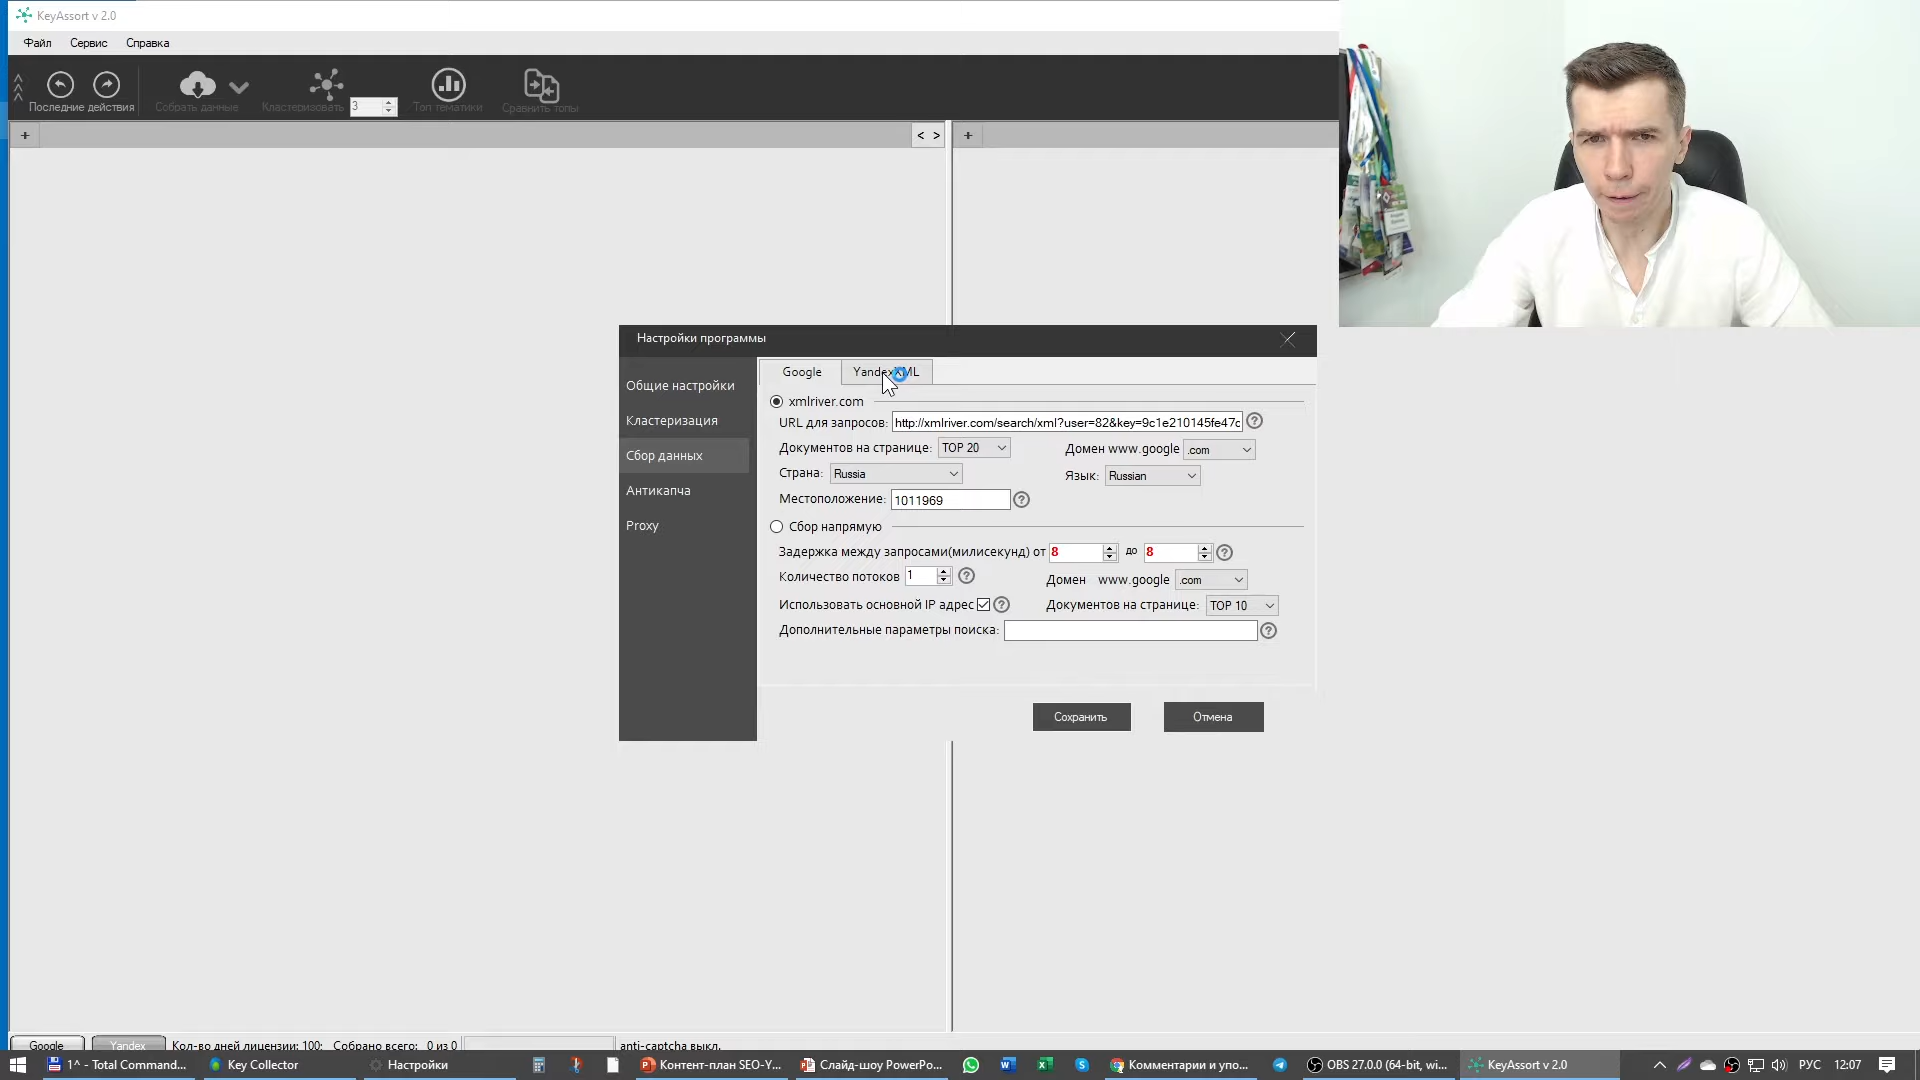 KeyAssort v 2.0
Файл Сервис Справка
Последние действия Собрать данные Кластеризовать 3 Топ тематики Сравнить топы
+ < > +
Настройки программы
Общие настройки
Кластеризация
Сбор данных
Антикапча
Proxy
Google YandexXML
xmlriver.com
URL для запросов: http://xmlriver.com/search/xml?user=82&key=9c1e210145fe47c ?
Документов на странице: TOP 20 Домен www.google .com
Страна: Russia Язык: Russian
Местоположение: 1011969 ?
Сбор напрямую
Задержка между запросами(милисекунд) от 8 до 8 ?
Количество потоков 1 ? Домен www.google .com
Использовать основной IP адрес ? Документов на странице: TOP 10
Дополнительные параметры поиска: ?
Сохранить Отмена
Google Yandex Кол-во дней лицензии: 100; Собрано всего: 0 из 0 anti-captcha выкл.
1^ - Total Command... Key Collector Настройки Контент-план SEO-Y... Слайд-шоу PowerPo... Комментарии и упо... OBS 27.0.0 (64-bit, wi... KeyAssort v 2.0 РУС 12:07